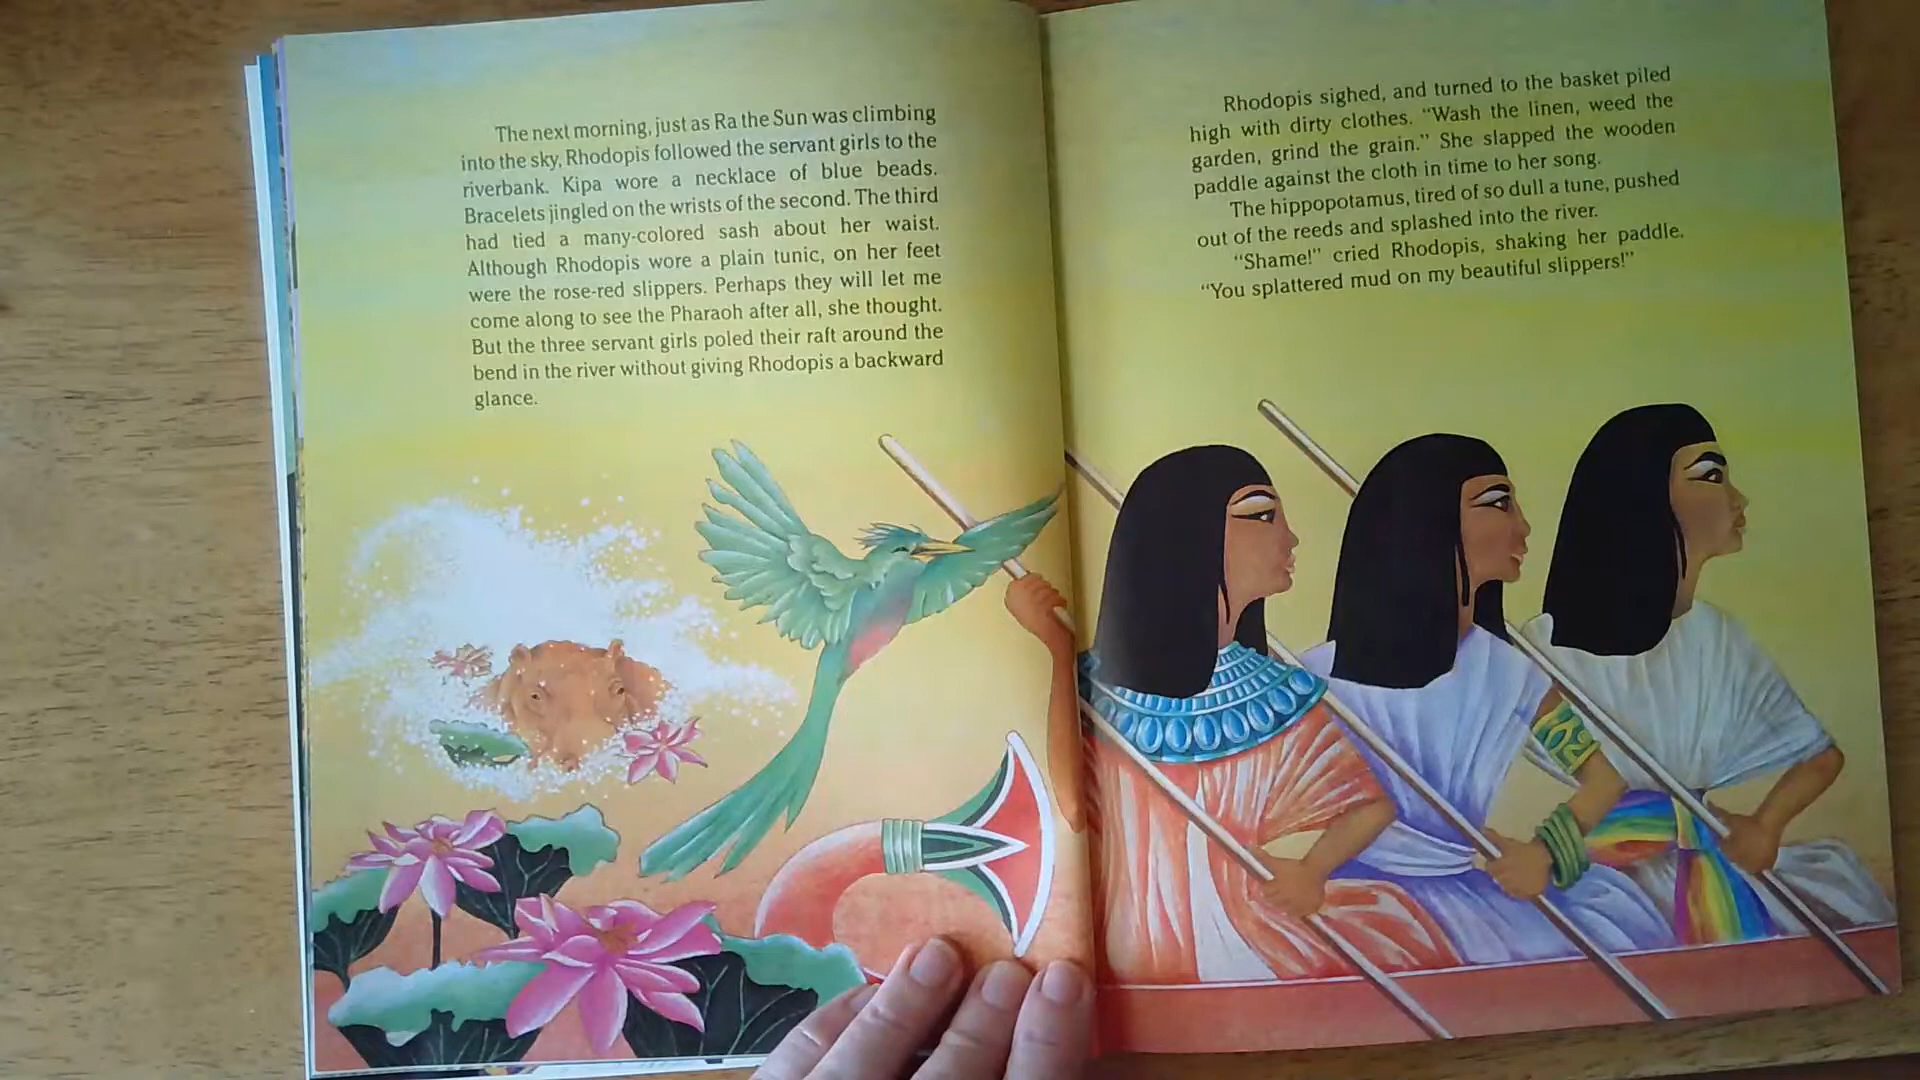 The next morning, just as Ra the Sun was climbing
into the sky, Rhodopis followed the servant girls to the
riverbank. Kipa wore a necklace of blue beads.
Bracelets jingled on the wrists of the second. The third
had tied a many-colored sash about her waist.
Although Rhodopis wore a plain tunic, on her feet
were the rose-red slippers. Perhaps they will let me
come along to see the Pharaoh after all, she thought.
But the three servant girls poled their raft around the
bend in the river without giving Rhodopis a backward
glance.
Rhodopis sighed, and turned to the basket piled
high with dirty clothes. “Wash the linen, weed the
garden, grind the grain.” She slapped the wooden
paddle against the cloth in time to her song.
The hippopotamus, tired of so dull a tune, pushed
out of the reeds and splashed into the river.
“Shame!” cried Rhodopis, shaking her paddle.
“You splattered mud on my beautiful slippers!”